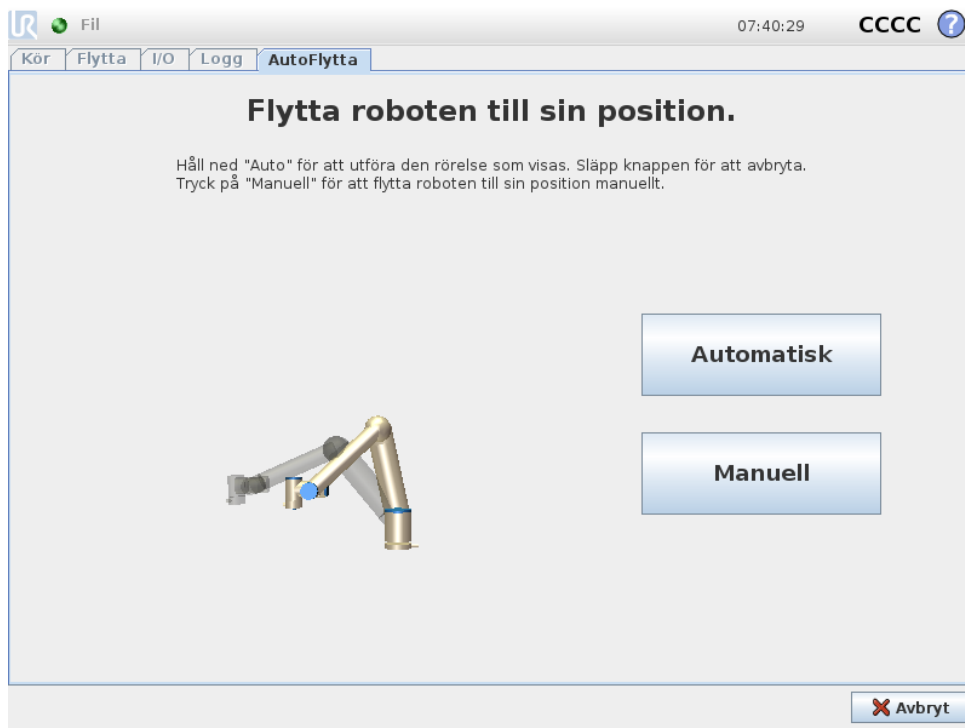 UR Fil 07:40:29 CCCC ?
Kör Flytta I/O Logg AutoFlytta
Flytta roboten till sin position.
Håll ned "Auto" för att utföra den rörelse som visas. Släpp knappen för att avbryta.
Tryck på "Manuell" för att flytta roboten till sin position manuellt.
Automatisk
Manuell
Avbryt